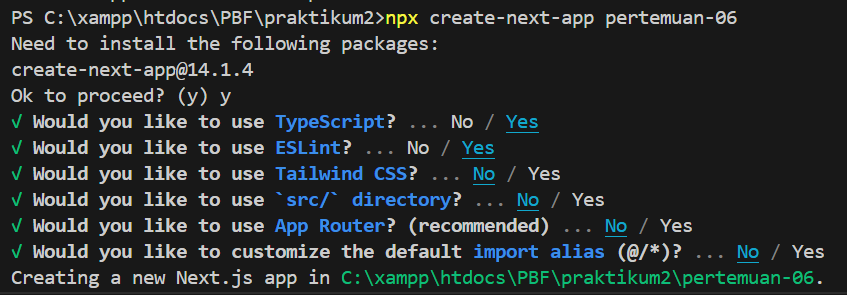 PS C:\xampp\htdocs\PBF\praktikum2>npx create-next-app pertemuan-06
Need to install the following packages:
create-next-app@14.1.4
Ok to proceed? (y) y
√ Would you like to use TypeScript? ... No / Yes
√ Would you like to use ESLint? ... No / Yes
√ Would you like to use Tailwind CSS? ... No / Yes
√ Would you like to use `src/` directory? ... No / Yes
√ Would you like to use App Router? (recommended) ... No / Yes
√ Would you like to customize the default import alias (@/*)? ... No / Yes
Creating a new Next.js app in C:\xampp\htdocs\PBF\praktikum2\pertemuan-06.